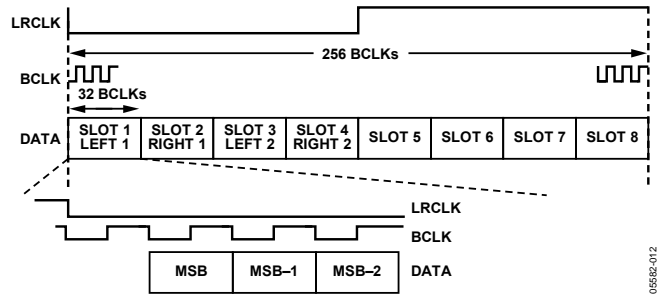 LRCLK
256 BCLKs
BCLK
32 BCLKs
DATA
SLOT 1
LEFT 1
SLOT 2
RIGHT 1
SLOT 3
LEFT 2
SLOT 4
RIGHT 2
SLOT 5
SLOT 6
SLOT 7
SLOT 8
LRCLK
BCLK
MSB
MSB–1
MSB–2
DATA
05582-012